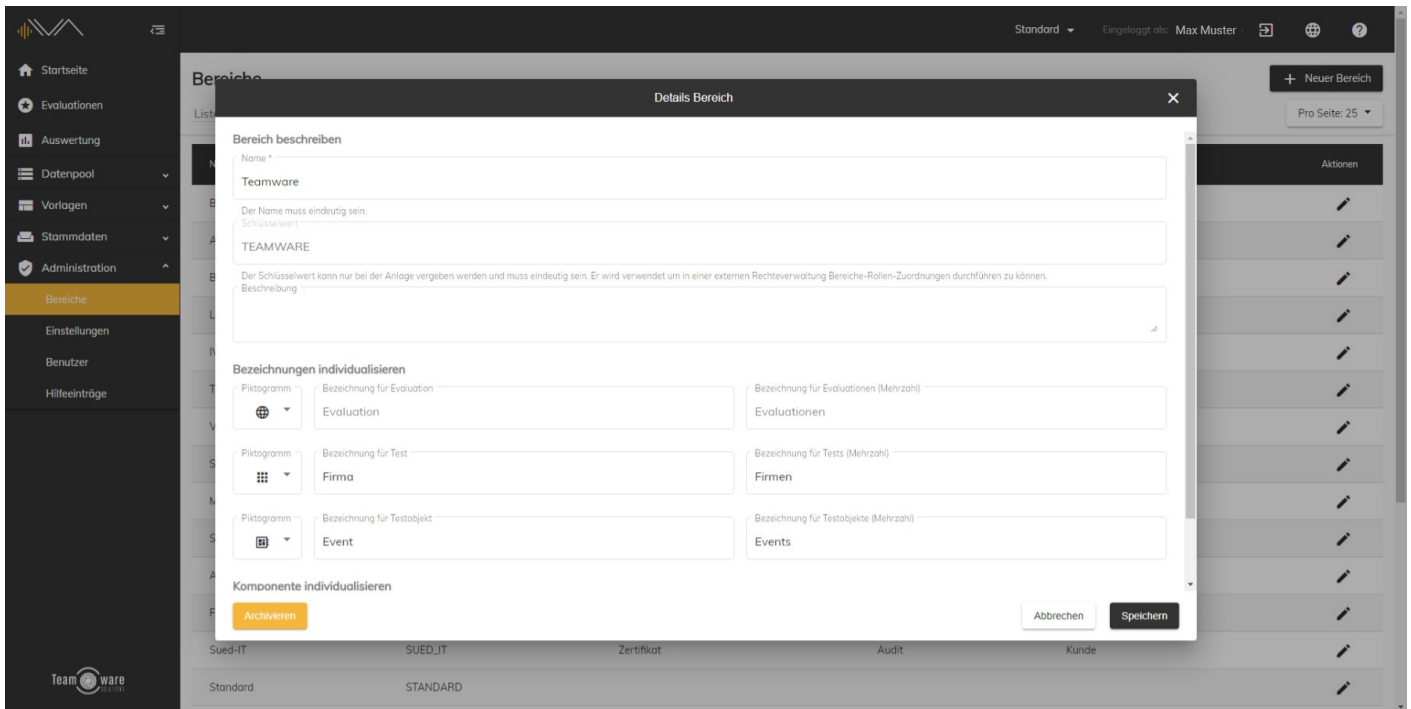 Standard
Eingeloggt als: Max Muster
Startseite
Evaluationen
Auswertung
Datenpool
Vorlagen
Stammdaten
Administration
Bereiche
Einstellungen
Benutzer
Hilfeeinträge
Team ware
SOLUTIONS
Bereiche
Neuer Bereich
Pro Seite: 25
Aktionen
Details Bereich
Bereich beschreiben
Name *
Teamware
Der Name muss eindeutig sein.
Schlüsselwert
TEAMWARE
Der Schlüsselwert kann nur bei der Anlage vergeben werden und muss eindeutig sein. Er wird verwendet um in einer externen Rechteverwaltung Bereiche-Rollen-Zuordnungen durchführen zu können.
Beschreibung
Bezeichnungen individualisieren
Piktogramm Bezeichnung für Evaluation Bezeichnung für Evaluationen (Mehrzahl)
Evaluation Evaluationen
Piktogramm Bezeichnung für Test Bezeichnung für Tests (Mehrzahl)
Firma Firmen
Piktogramm Bezeichnung für Testobjekt Bezeichnung für Testobjekte (Mehrzahl)
Event Events
Komponente individualisieren
Archivieren Abbrechen Speichern
Sued-IT SUED_IT Zertifikat Audit Kunde
Standard STANDARD